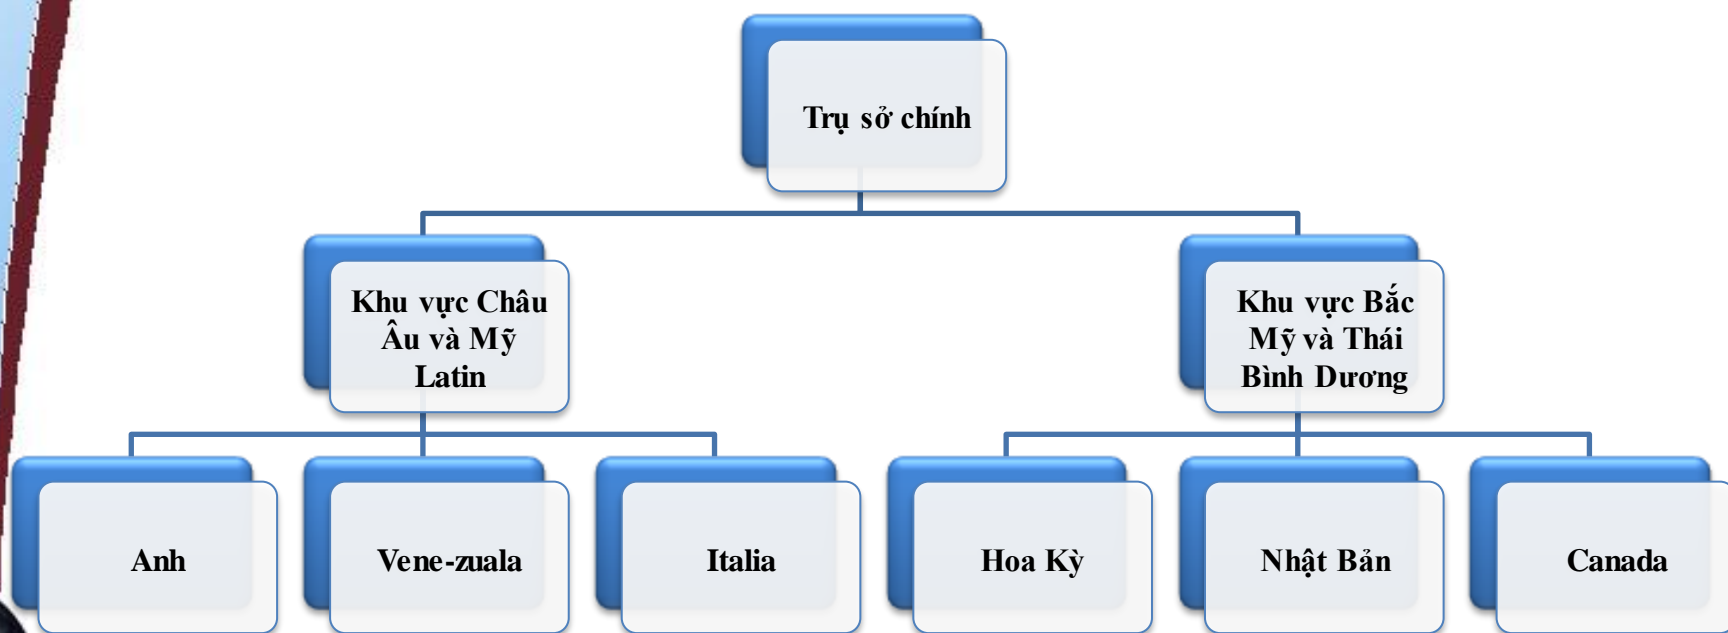 Trụ sở chính
Khu vực Châu
Âu và Mỹ
Latin
Khu vực Bắc
Mỹ và Thái
Bình Dương
Anh
Vene-zuala
Italia
Hoa Kỳ
Nhật Bản
Canada